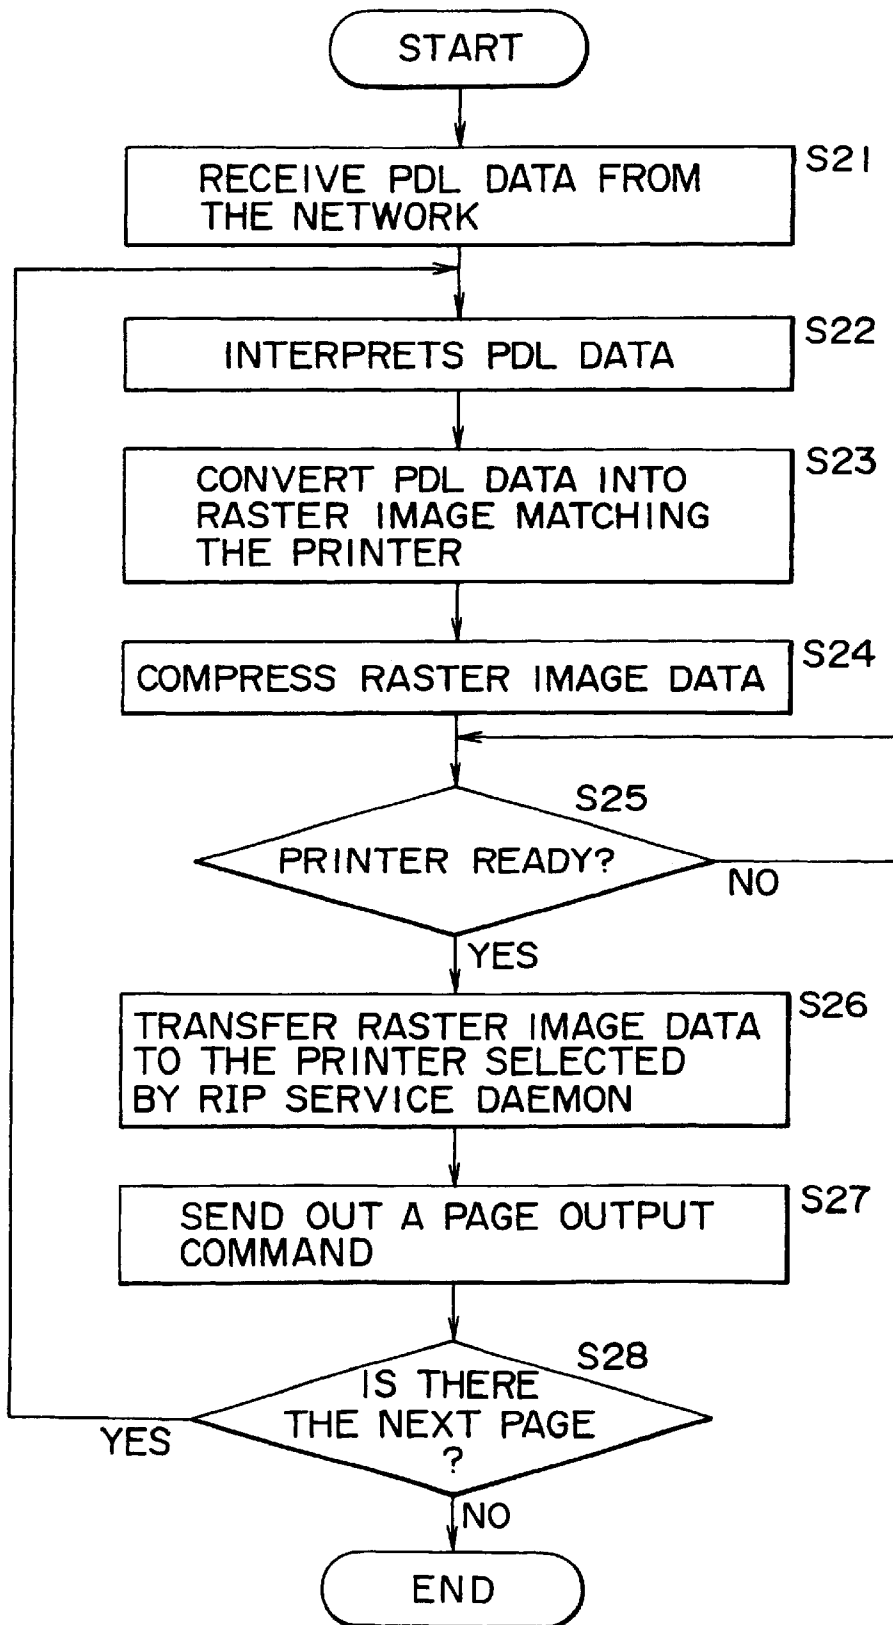 START
S21
RECEIVE PDL DATA FROM
THE NETWORK
S22
INTERPRETS PDL DATA
S23
CONVERT PDL DATA INTO
RASTER IMAGE MATCHING
THE PRINTER
S24
COMPRESS RASTER IMAGE DATA
S25
PRINTER READY?
NO
YES
S26
TRANSFER RASTER IMAGE DATA
TO THE PRINTER SELECTED
BY RIP SERVICE DAEMON
S27
SEND OUT A PAGE OUTPUT
COMMAND
S28
IS THERE
THE NEXT PAGE
?
YES
NO
END